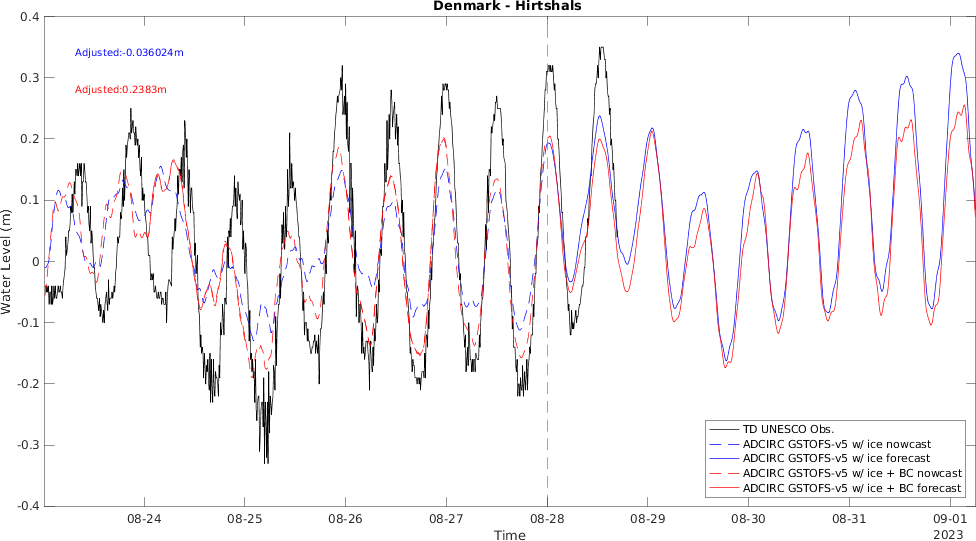 Denmark - Hirtshals
Adjusted:-0.036024m
Adjusted:0.2383m
Water Level (m)
0.4
0.3
0.2
0.1
0
-0.1
-0.2
-0.3
-0.4
TD UNESCO Obs.
ADCIRC GSTOFS-v5 w/ ice nowcast
ADCIRC GSTOFS-v5 w/ ice forecast
ADCIRC GSTOFS-v5 w/ ice + BC nowcast
ADCIRC GSTOFS-v5 w/ ice + BC forecast
08-24 08-25 08-26 08-27 08-28 08-29 08-30 08-31 09-01
2023
Time